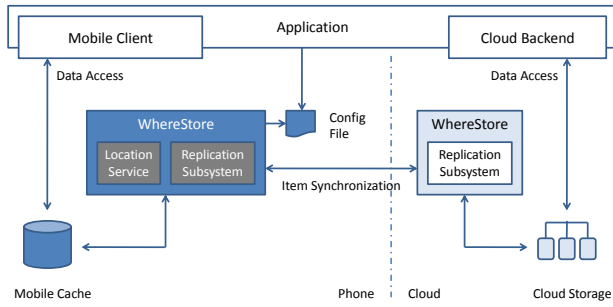 Application
Mobile Client
Cloud Backend
Data Access
Data Access
WhereStore
Config
File
WhereStore
Location
Service
Replication
Subsystem
Replication
Subsystem
Item Synchronization
Mobile Cache
Phone
Cloud
Cloud Storage